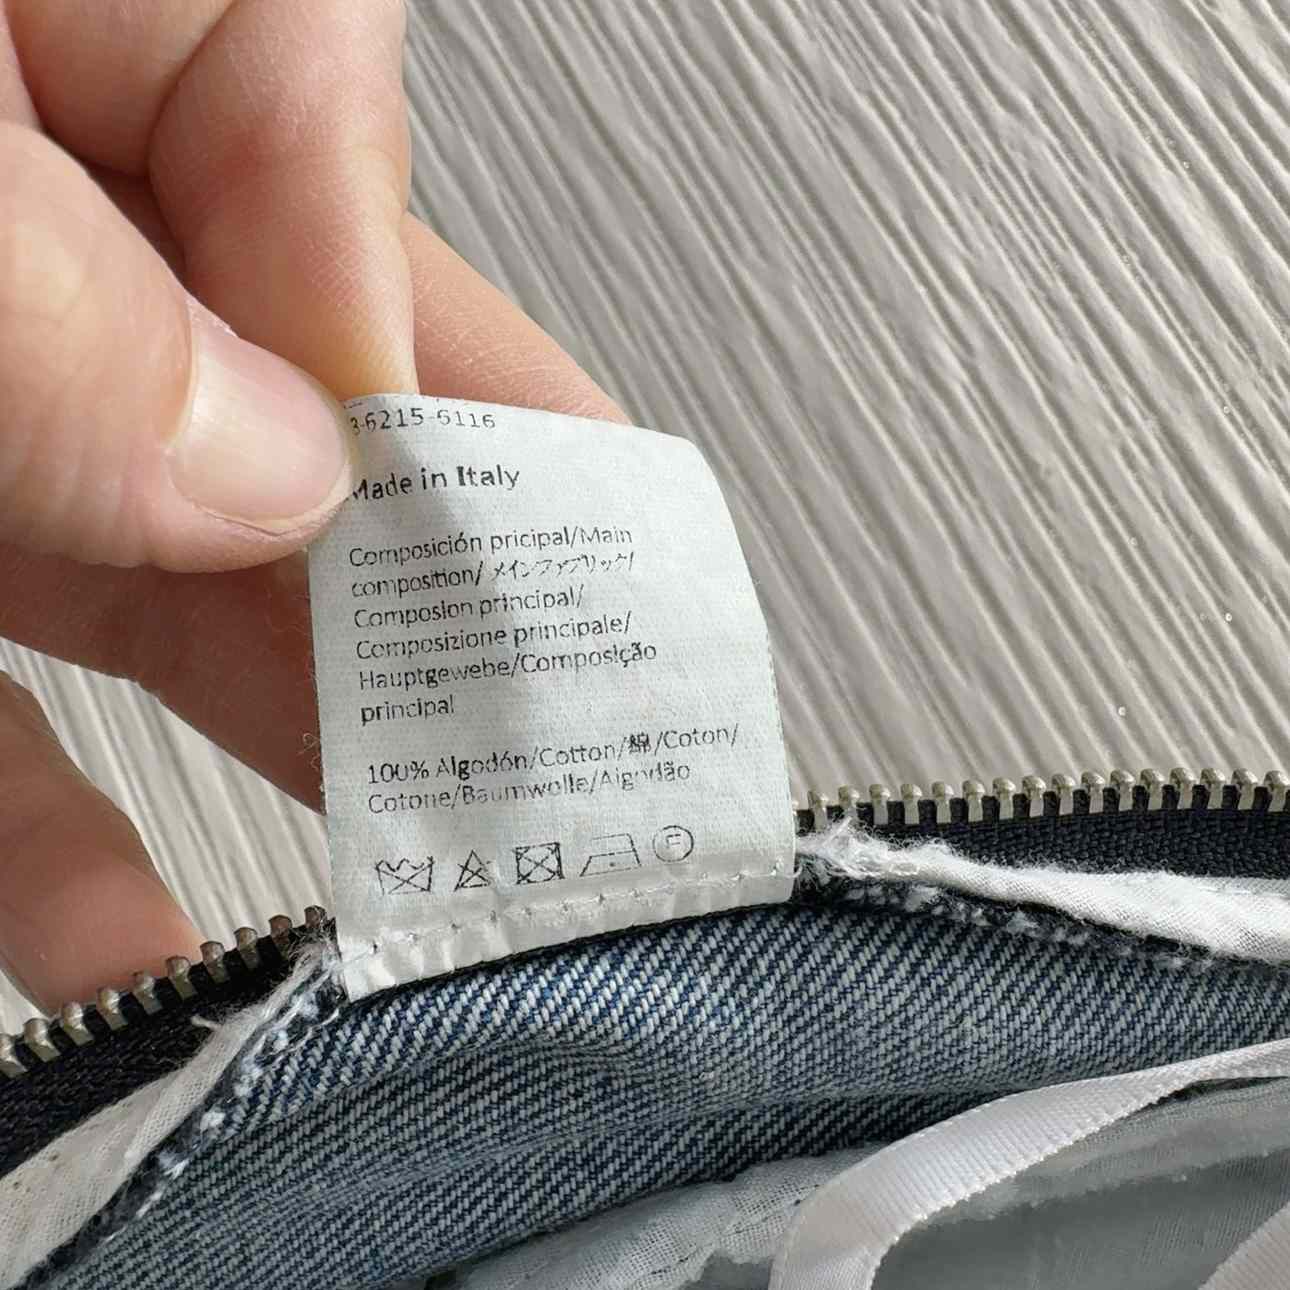 3-6215-6116
Made in Italy
Composición pricipal/Main
composition/メインファブリック/
Composion principal/
Composizione principale/
Hauptgewebe/Composição
principal
100% Algodón/Cotton/綿/Coton/
Cotone/Baumwolle/Algodão
F